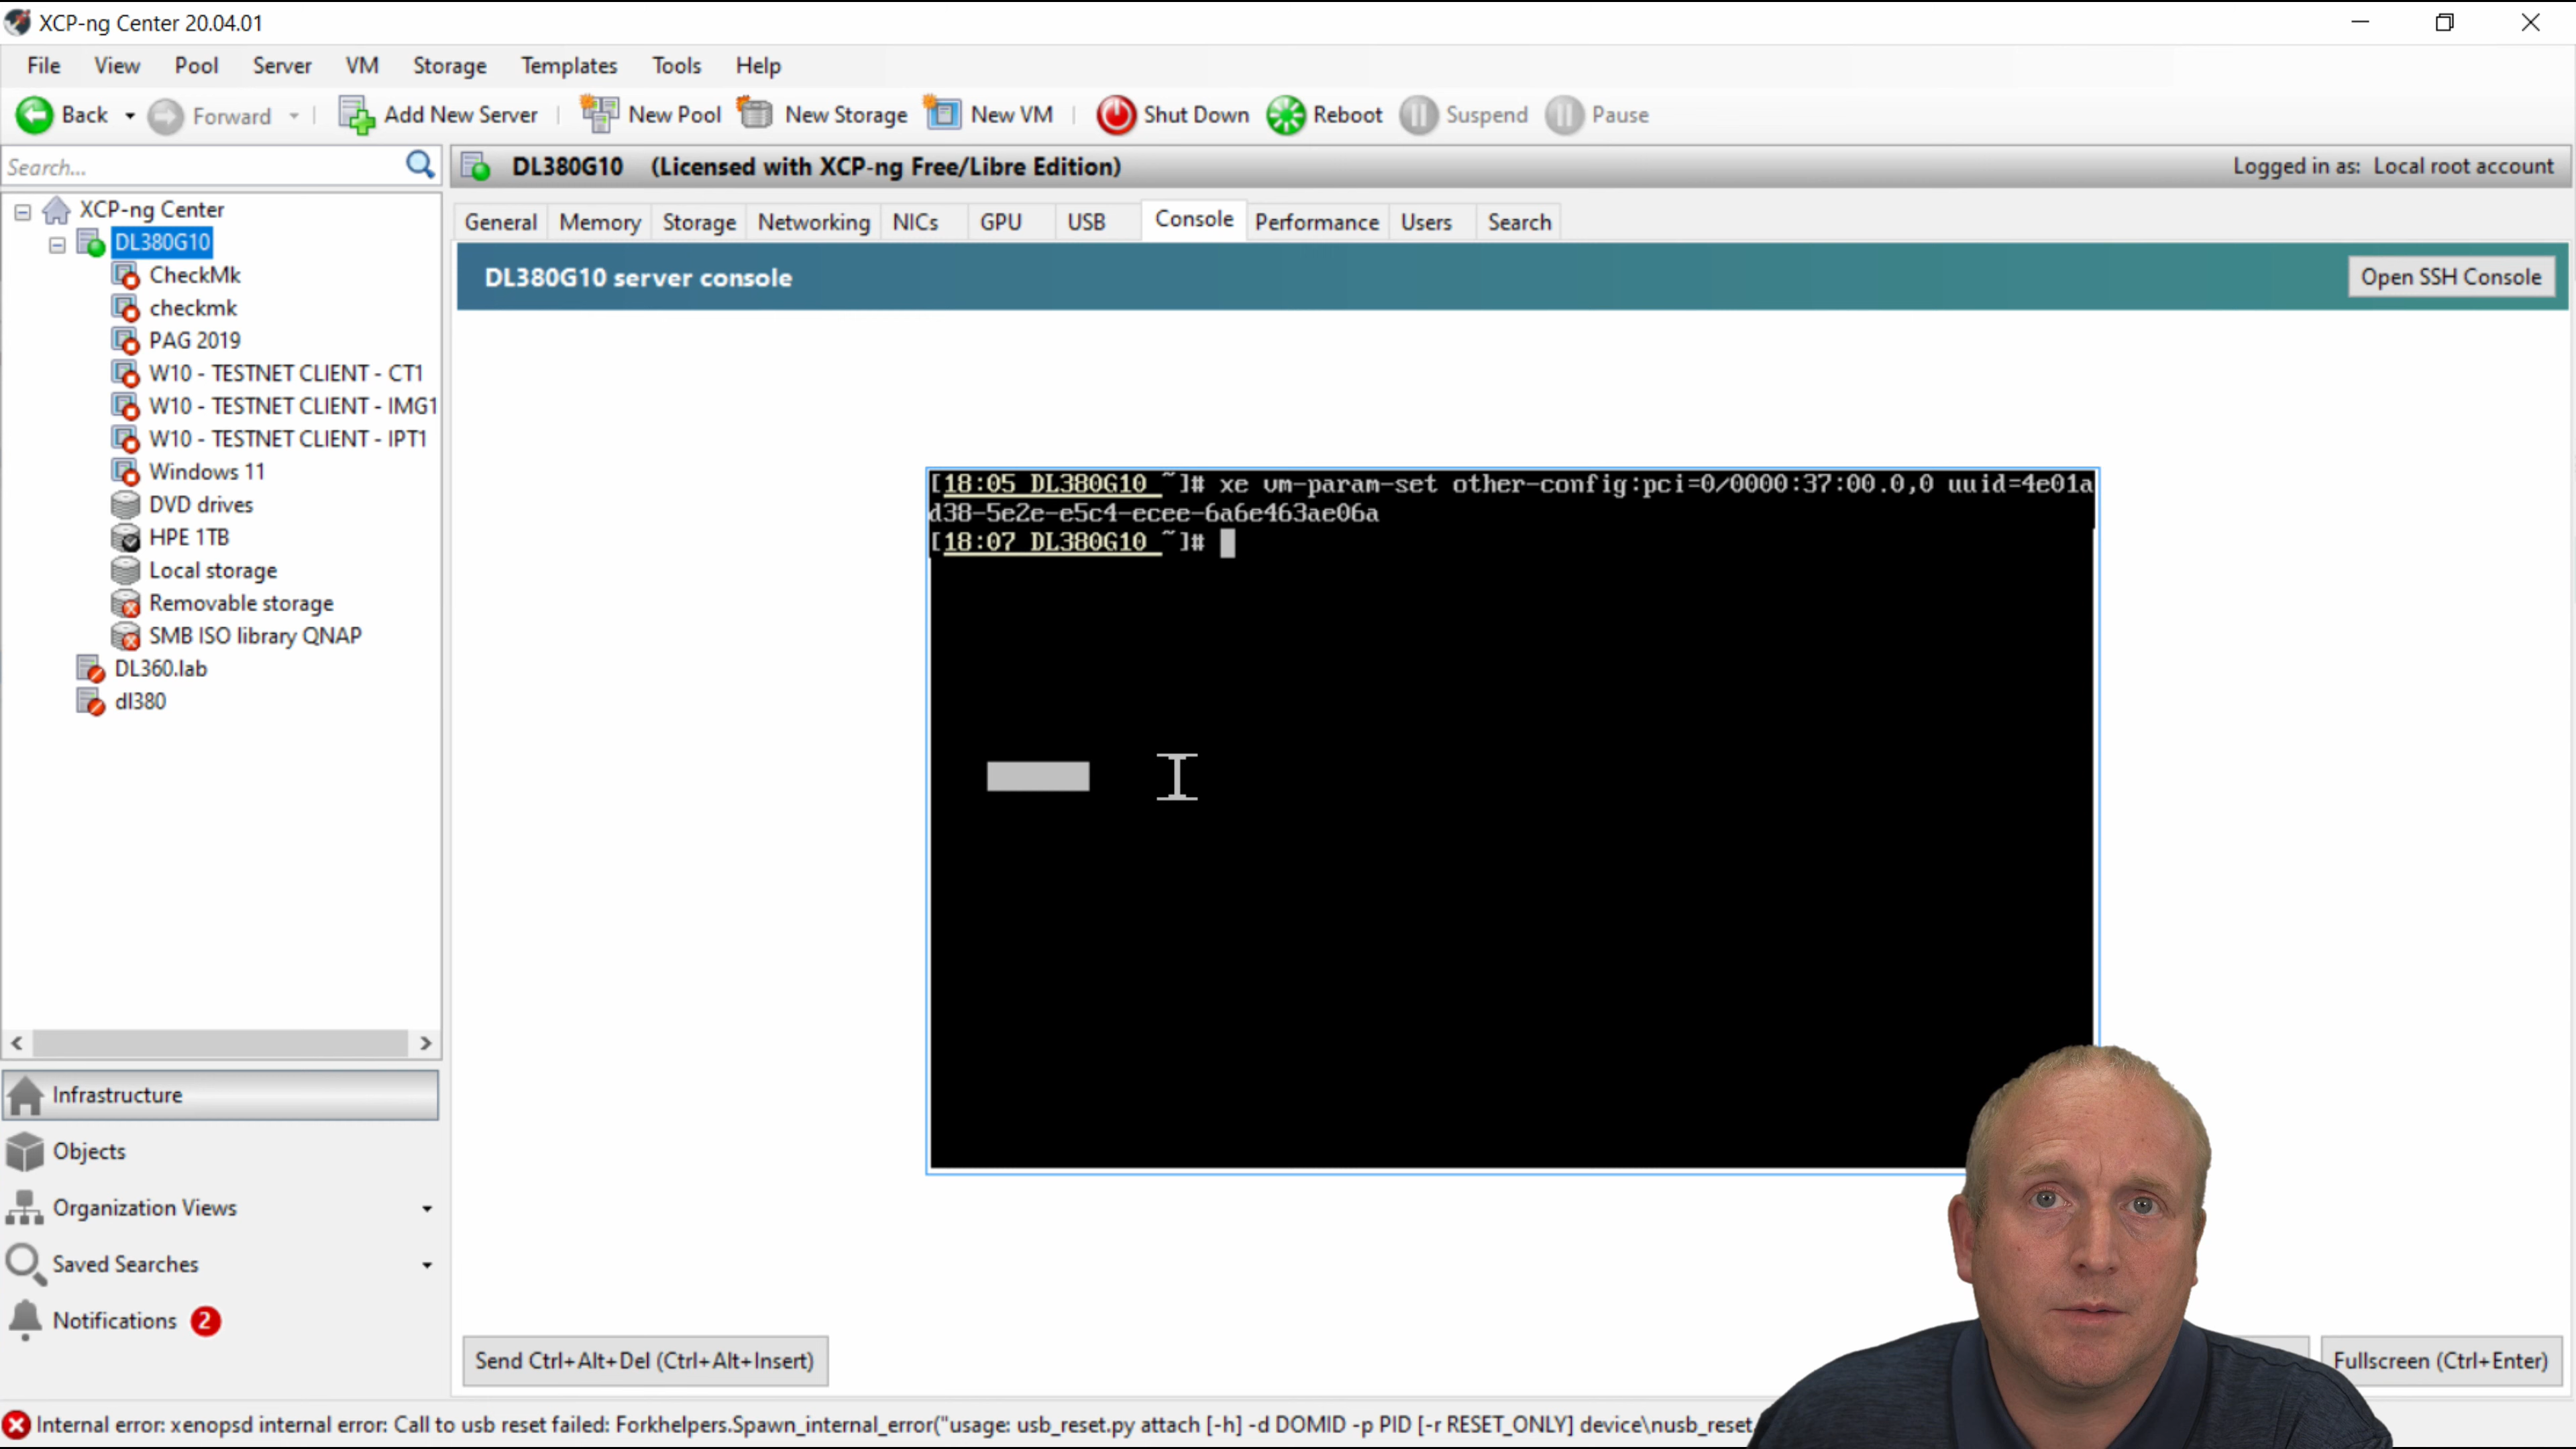 XCP-ng Center 20.04.01
File View Pool Server VM Storage Templates Tools Help
Back Forward Add New Server New Pool New Storage New VM Shut Down Reboot Suspend Pause
Search...
DL380G10 (Licensed with XCP-ng Free/Libre Edition)
Logged in as: Local root account
XCP-ng Center
DL380G10
CheckMk
checkmk
PAG 2019
W10 - TESTNET CLIENT - CT1
W10 - TESTNET CLIENT - IMG1
W10 - TESTNET CLIENT - IPT1
Windows 11
DVD drives
HPE 1TB
Local storage
Removable storage
SMB ISO library QNAP
DL360.lab
dl380
General Memory Storage Networking NICs GPU USB Console Performance Users Search
DL380G10 server console
Open SSH Console
[18:05 DL380G10 ~]# xe vm-param-set other-config:pci=0/0000:37:00.0,0 uuid=4e01a
d38-5e2e-e5c4-ecee-6a6e463ae06a
[18:07 DL380G10 ~]#
Infrastructure
Objects
Organization Views
Saved Searches
Notifications 2
Send Ctrl+Alt+Del (Ctrl+Alt+Insert)
Fullscreen (Ctrl+Enter)
Internal error: xenopsd internal error: Call to usb reset failed: Forkhelpers.Spawn_internal_error("usage: usb_reset.py attach [-h] -d DOMID -p PID [-r RESET_ONLY] device\nusb_reset